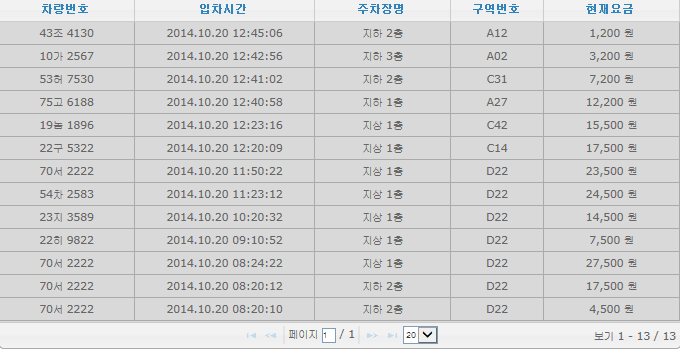 차량번호 입차시간 주차장명 구역번호 현재요금
43조 4130 2014.10.20 12:45:06 지하 2층 A12 1,200 원
10가 2567 2014.10.20 12:42:56 지하 3층 A02 3,200 원
53허 7530 2014.10.20 12:41:02 지하 2층 C31 7,200 원
75고 6188 2014.10.20 12:40:58 지하 1층 A27 12,200 원
19놀 1896 2014.10.20 12:23:16 지상 1층 C42 15,500 원
22구 5322 2014.10.20 12:20:09 지상 1층 C14 17,500 원
70서 2222 2014.10.20 11:50:22 지상 1층 D22 23,500 원
54차 2583 2014.10.20 11:23:12 지상 1층 D22 24,500 원
23지 3589 2014.10.20 10:20:32 지상 1층 D22 14,500 원
22히 9822 2014.10.20 09:10:52 지상 1층 D22 7,500 원
70서 2222 2014.10.20 08:24:22 지상 1층 D22 27,500 원
70서 2222 2014.10.20 08:20:12 지하 2층 D22 17,500 원
70서 2222 2014.10.20 08:20:10 지하 2층 D22 4,500 원
페이지 1 / 1 20 보기 1 - 13 / 13